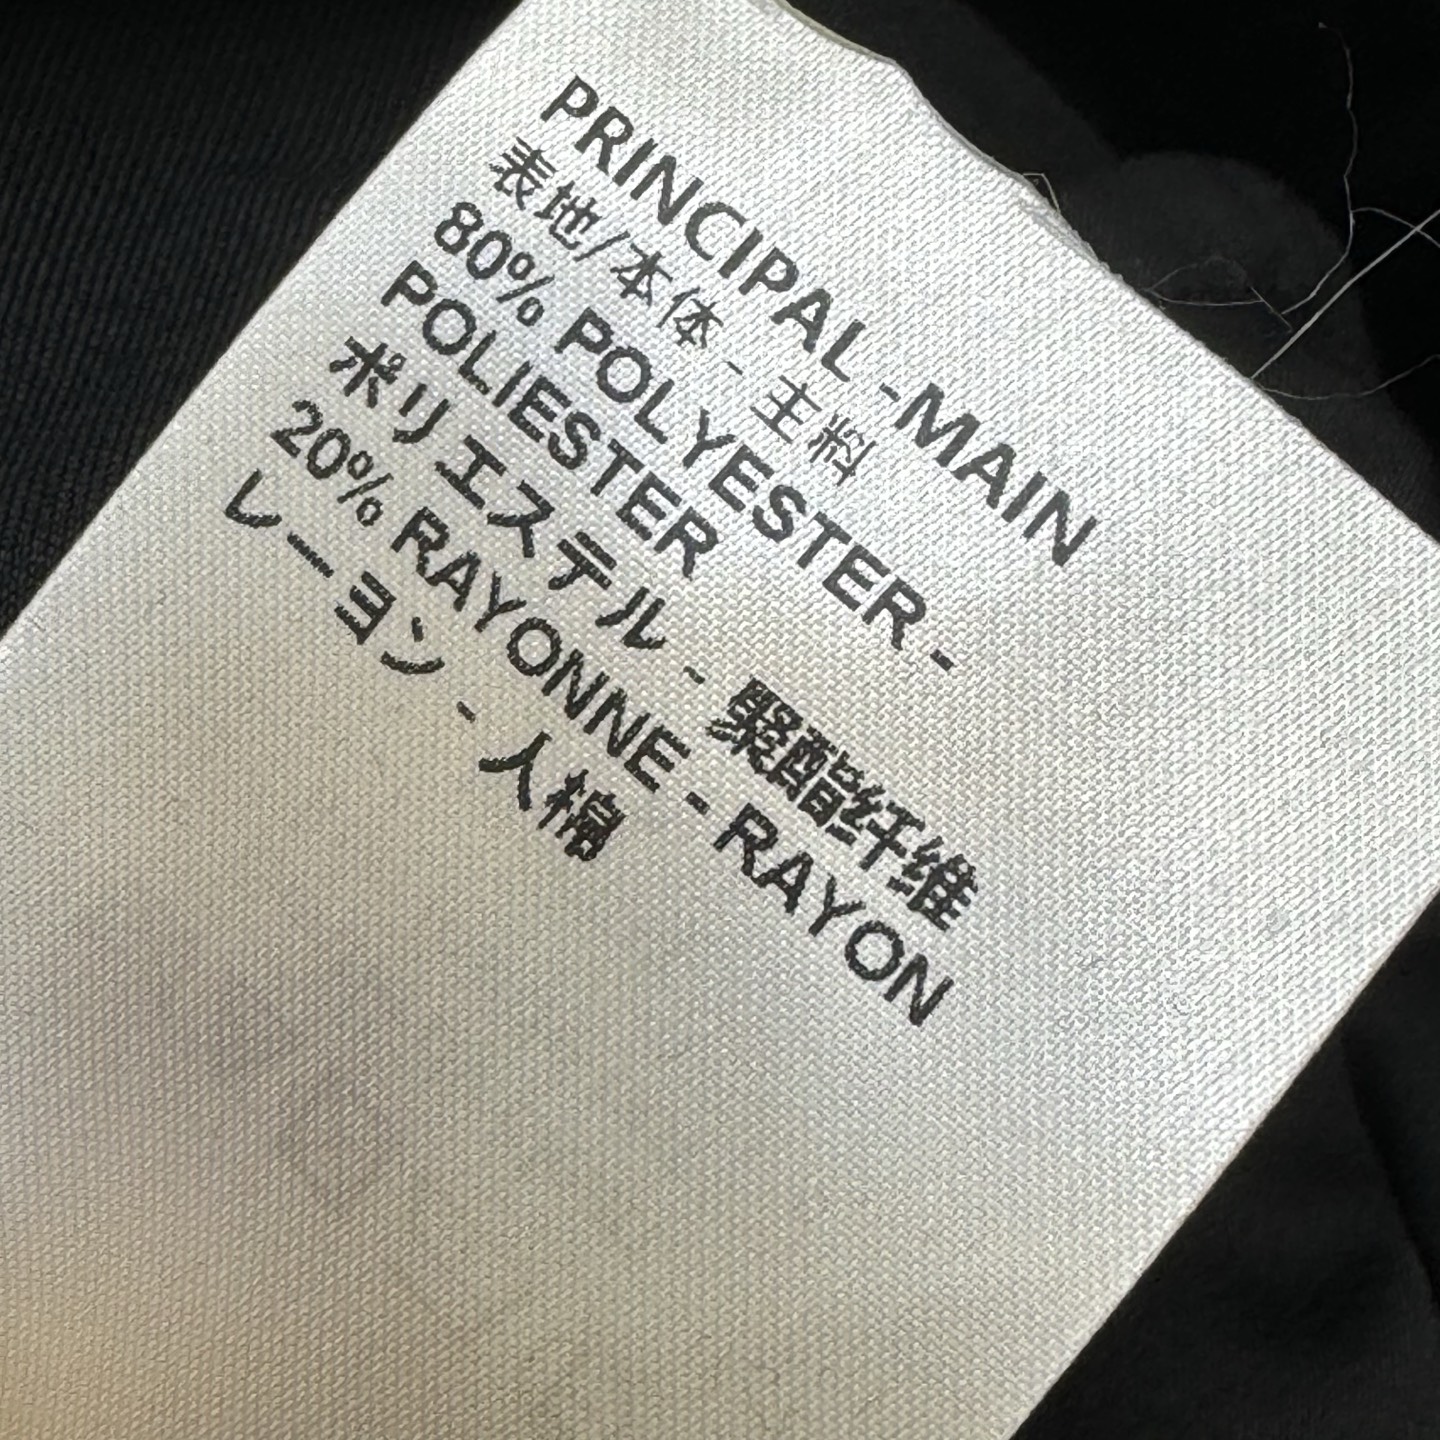 PRINCIPAL -MAIN
表地/本体 - 主料
80% POLYESTER -
POLIESTER
ポリエステル - 聚酯纤维
20% RAYONNE - RAYON
レーヨン - 人棉